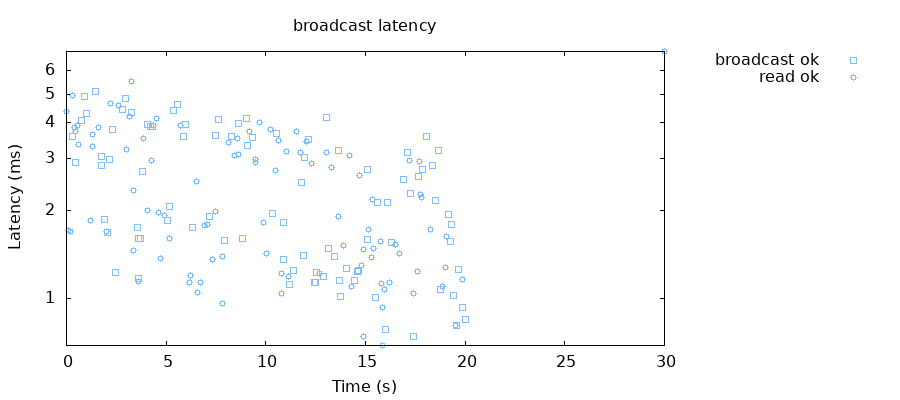 broadcast latency
broadcast ok
read ok
Latency (ms)
6
5
4
3
2
1
0 5 10 15 20 25 30
Time (s)